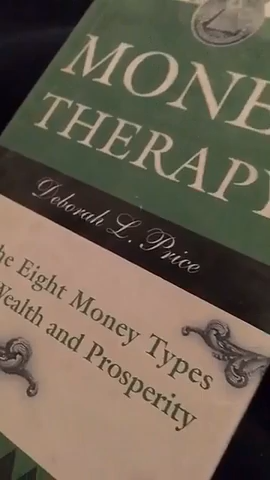 MONE
THERAP
Deborah L. Price
he Eight Money Types
Wealth and Prosperity